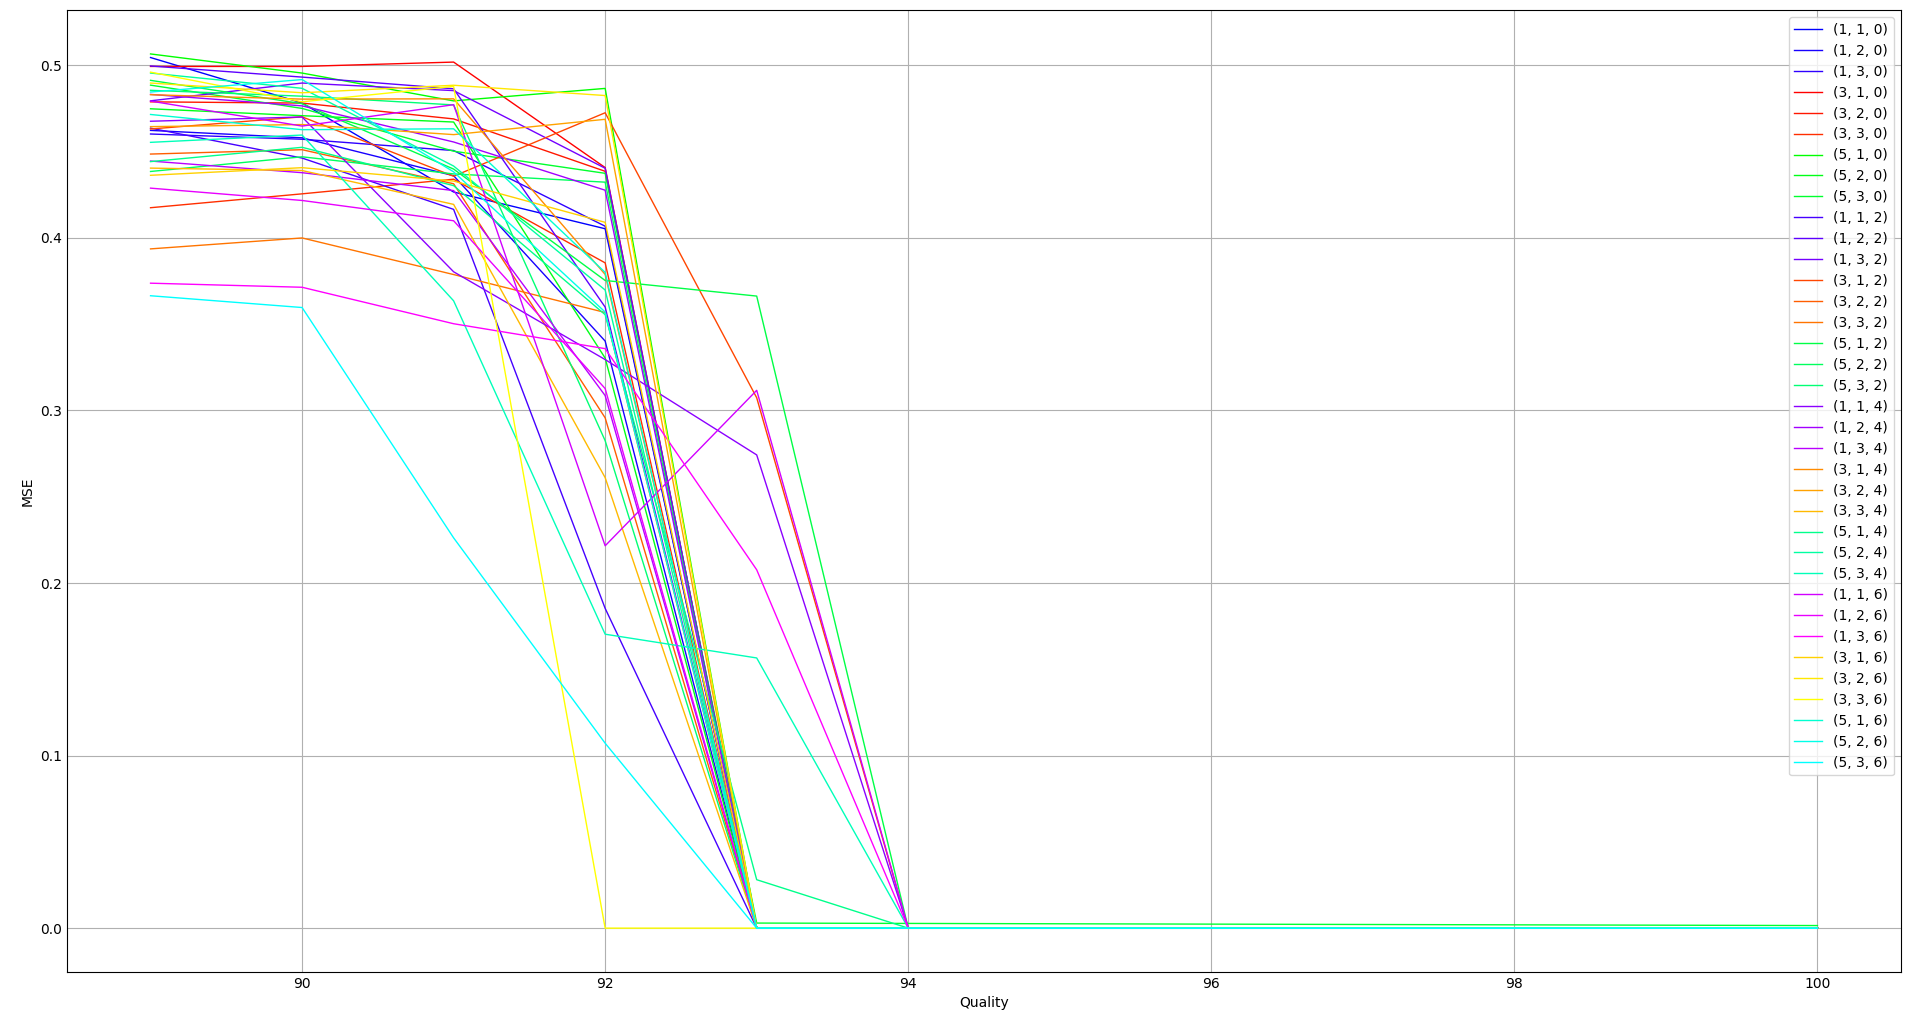 0.5
0.4
0.3
0.2
0.1
0.0
MSE
90
92
94
96
98
100
Quality
(1, 1, 0)
(1, 2, 0)
(1, 3, 0)
(3, 1, 0)
(3, 2, 0)
(3, 3, 0)
(5, 1, 0)
(5, 2, 0)
(5, 3, 0)
(1, 1, 2)
(1, 2, 2)
(1, 3, 2)
(3, 1, 2)
(3, 2, 2)
(3, 3, 2)
(5, 1, 2)
(5, 2, 2)
(5, 3, 2)
(1, 1, 4)
(1, 2, 4)
(1, 3, 4)
(3, 1, 4)
(3, 2, 4)
(3, 3, 4)
(5, 1, 4)
(5, 2, 4)
(5, 3, 4)
(1, 1, 6)
(1, 2, 6)
(1, 3, 6)
(3, 1, 6)
(3, 2, 6)
(3, 3, 6)
(5, 1, 6)
(5, 2, 6)
(5, 3, 6)